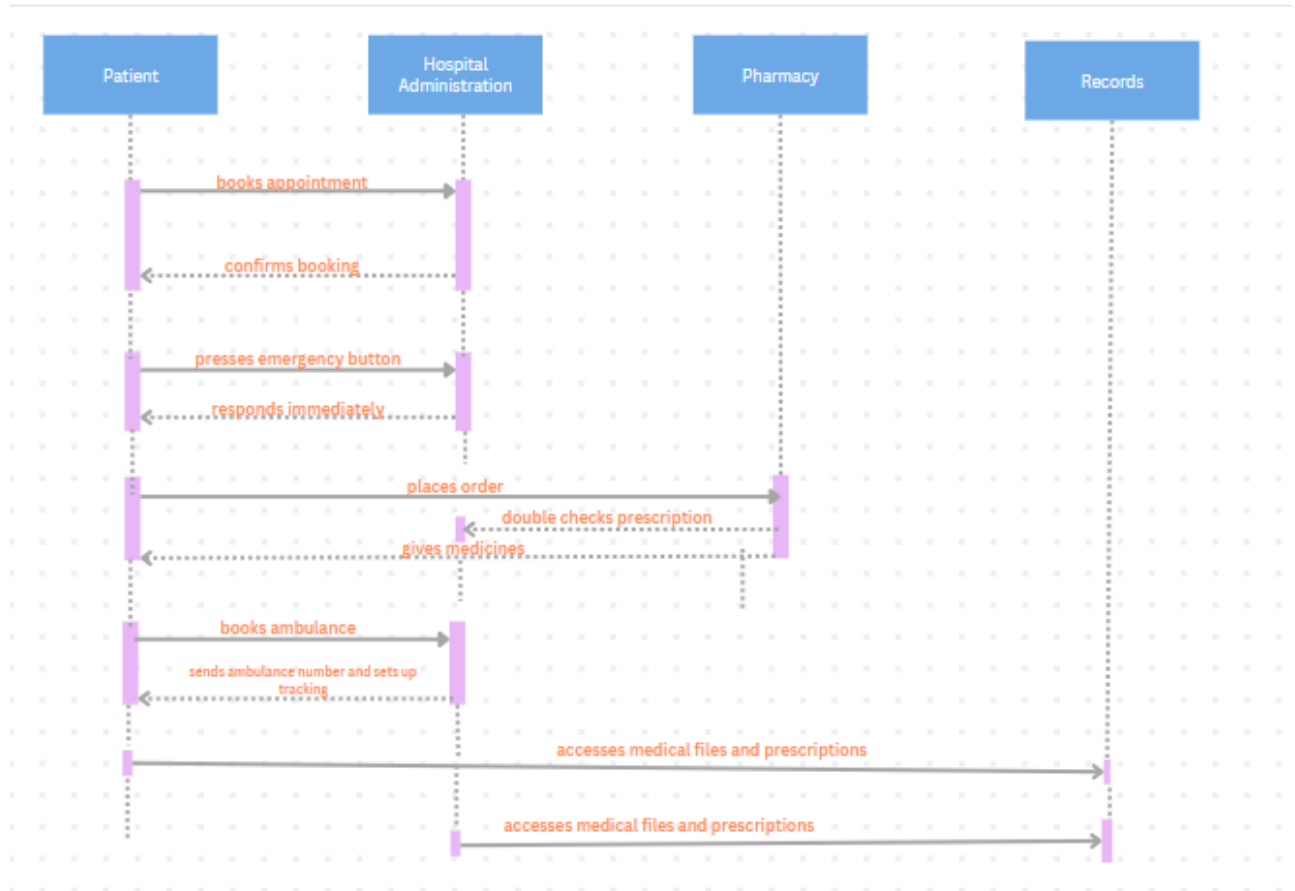 Patient
Hospital
Administration
Pharmacy
Records
books appointment
confirms booking
presses emergency button
responds immediately
places order
double checks prescription
gives medicines
books ambulance
sends ambulance number and sets up
tracking
accesses medical files and prescriptions
accesses medical files and prescriptions